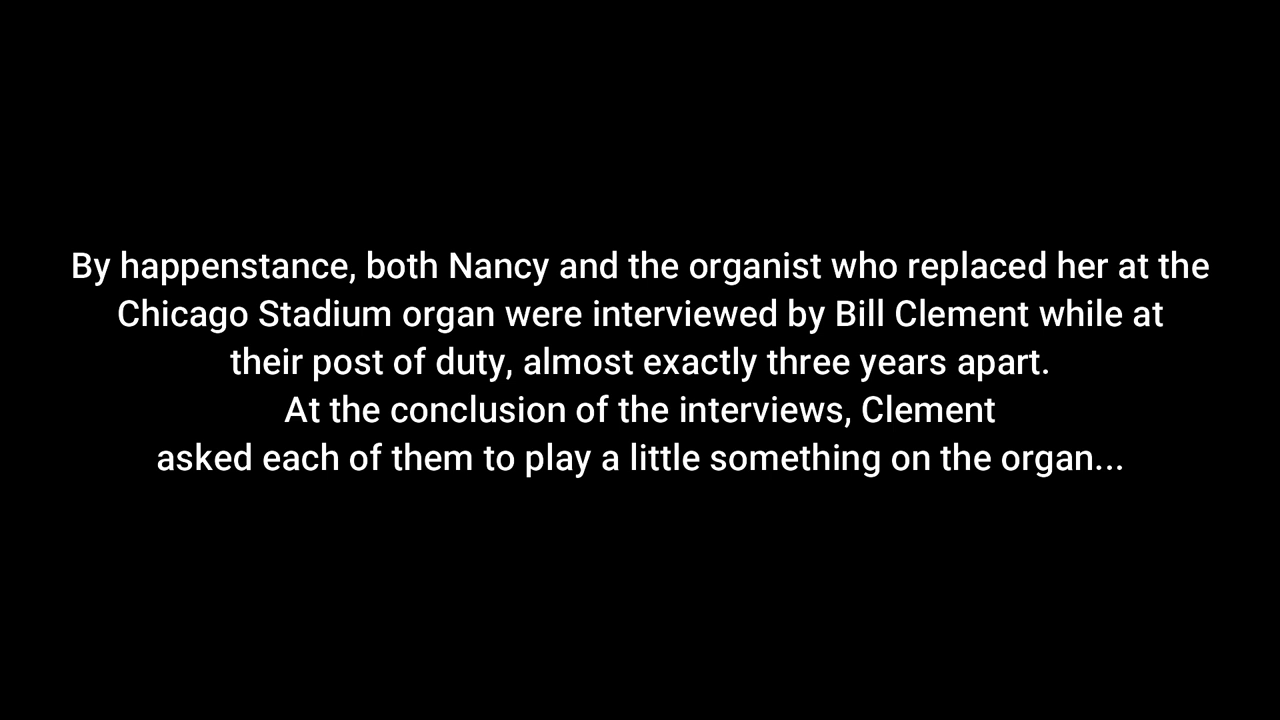 By happenstance, both Nancy and the organist who replaced her at the
Chicago Stadium organ were interviewed by Bill Clement while at
their post of duty, almost exactly three years apart.
At the conclusion of the interviews, Clement
asked each of them to play a little something on the organ...